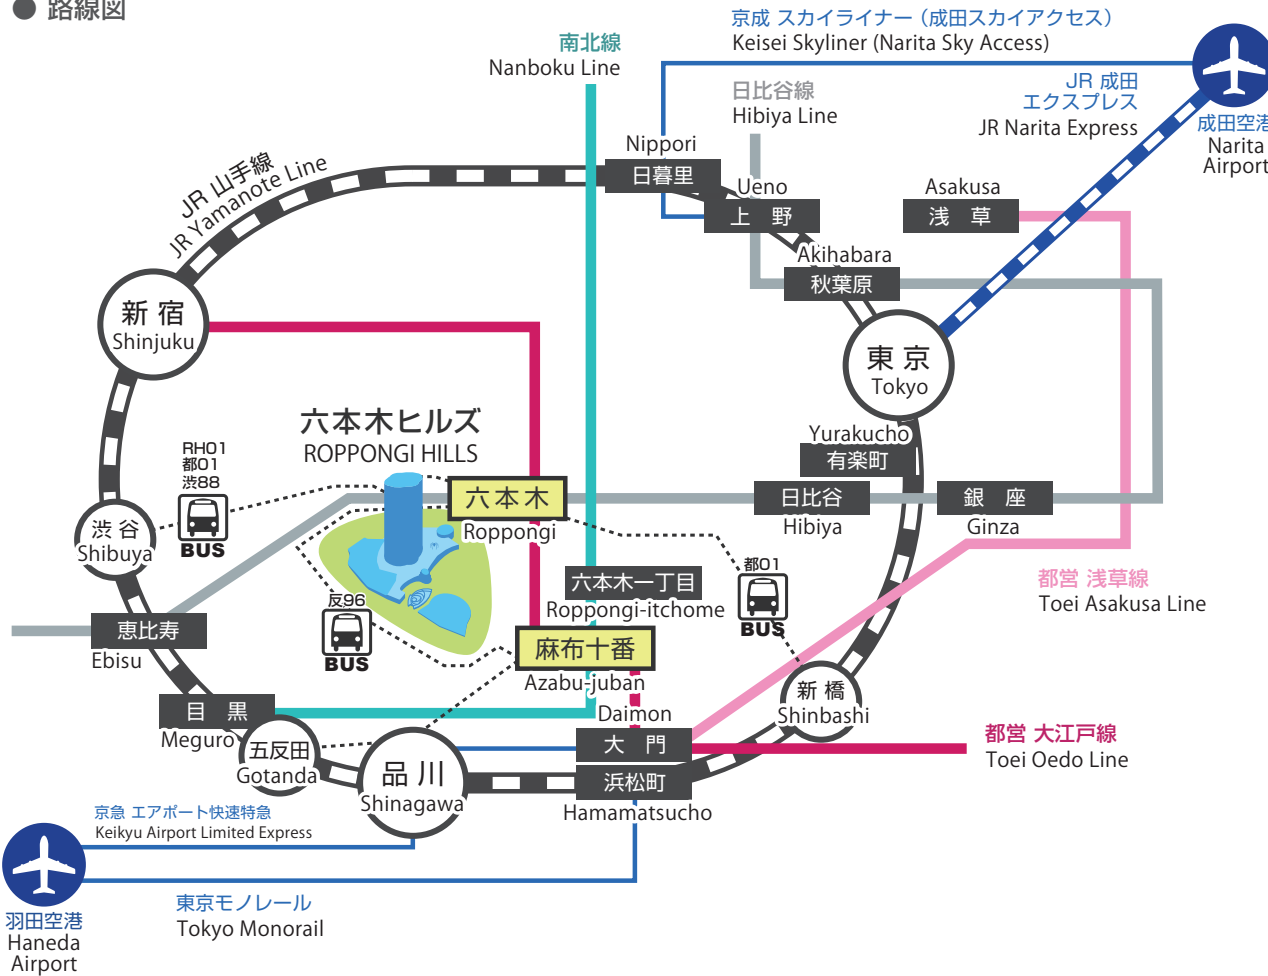 ● 路線図
京成 スカイライナー（成田スカイアクセス）
Keisei Skyliner (Narita Sky Access)
南北線
Nanboku Line
日比谷線
Hibiya Line
JR 成田
エクスプレス
JR Narita Express
成田空港
Narita
Airport
JR 山手線
JR Yamanote Line
Nippori
日暮里
Ueno
上 野
Asakusa
浅 草
Akihabara
秋葉原
新宿
Shinjuku
東京
Tokyo
六本木ヒルズ
ROPPONGI HILLS
Yurakucho
有楽町
RH01
都01
渋88
BUS
六本木
Roppongi
日比谷
Hibiya
銀 座
Ginza
渋谷
Shibuya
都01
BUS
六本木一丁目
Roppongi-itchome
都営 浅草線
Toei Asakusa Line
反96
BUS
恵比寿
Ebisu
麻布十番
Azabu-juban
新橋
Shinbashi
目 黒
Meguro
Daimon
大 門
都営 大江戸線
Toei Oedo Line
五反田
Gotanda
品川
Shinagawa
浜松町
Hamamatsucho
京急 エアポート快速特急
Keikyu Airport Limited Express
羽田空港
Haneda
Airport
東京モノレール
Tokyo Monorail